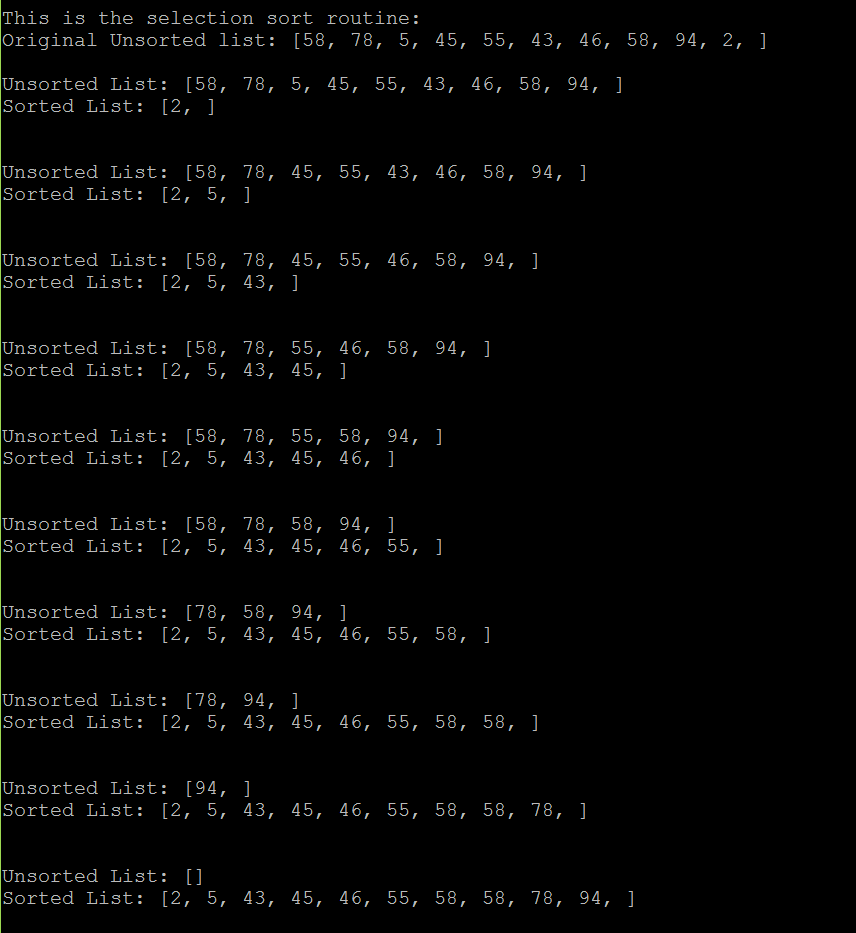 This is the selection sort routine:
Original Unsorted list: [58, 78, 5, 45, 55, 43, 46, 58, 94, 2, ]
Unsorted List: [58, 78, 5, 45, 55, 43, 46, 58, 94, ]
Sorted List: [2, ]
Unsorted List: [58, 78, 45, 55, 43, 46, 58, 94, ]
Sorted List: [2, 5, ]
Unsorted List: [58, 78, 45, 55, 46, 58, 94, ]
Sorted List: [2, 5, 43, ]
Unsorted List: [58, 78, 55, 46, 58, 94, ]
Sorted List: [2, 5, 43, 45, ]
Unsorted List: [58, 78, 55, 58, 94, ]
Sorted List: [2, 5, 43, 45, 46, ]
Unsorted List: [58, 78, 58, 94, ]
Sorted List: [2, 5, 43, 45, 46, 55, ]
Unsorted List: [78, 58, 94, ]
Sorted List: [2, 5, 43, 45, 46, 55, 58, ]
Unsorted List: [78, 94, ]
Sorted List: [2, 5, 43, 45, 46, 55, 58, 58, ]
Unsorted List: [94, ]
Sorted List: [2, 5, 43, 45, 46, 55, 58, 58, 78, ]
Unsorted List: []
Sorted List: [2, 5, 43, 45, 46, 55, 58, 58, 78, 94, ]